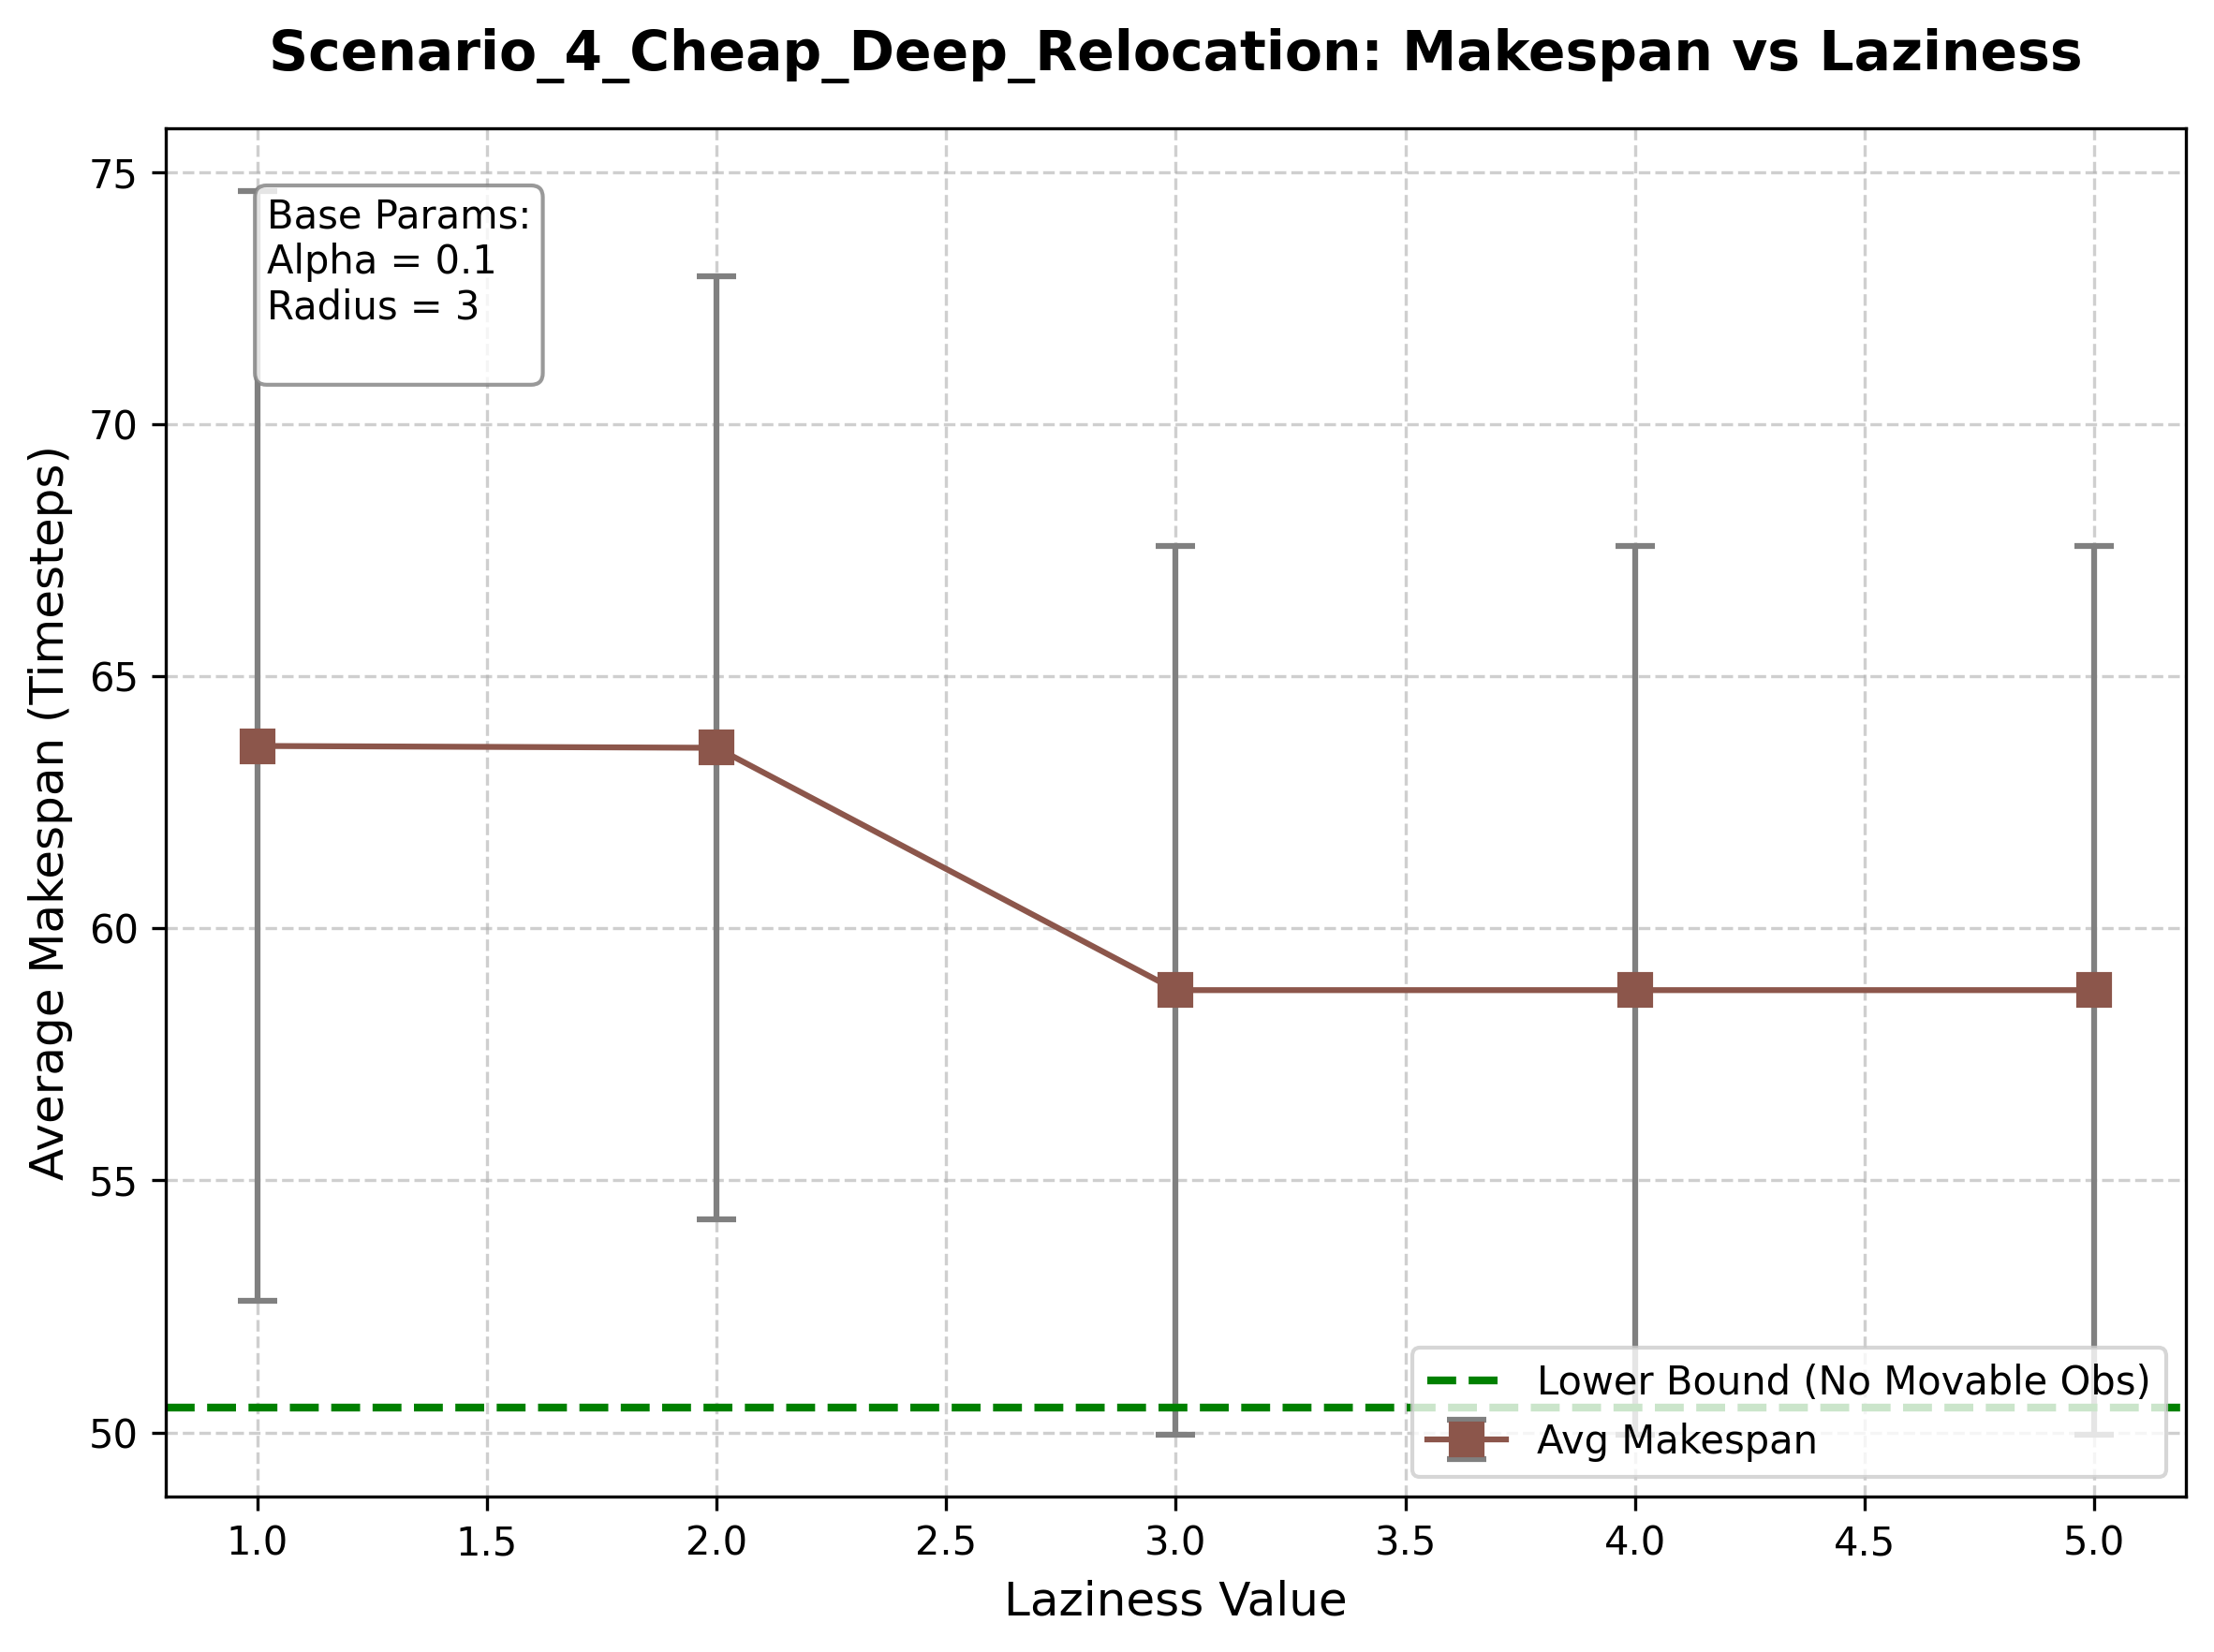 Scenario_4_Cheap_Deep_Relocation: Makespan vs Laziness
Average Makespan (Timesteps)
75
70
65
60
55
50
Base Params:
Alpha = 0.1
Radius = 3
Lower Bound (No Movable Obs)
Avg Makespan
1.0 1.5 2.0 2.5 3.0 3.5 4.0 4.5 5.0
Laziness Value